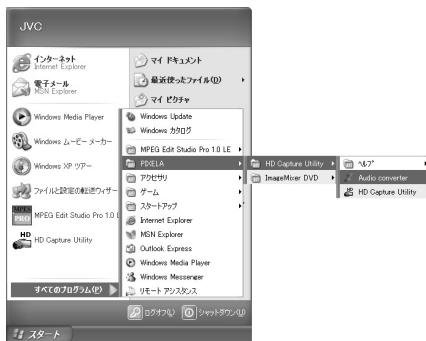 JVC
インターネット
Internet Explorer
電子メール
MSN Explorer
Windows Media Player
Windows ムービー メーカー
Windows XP ツアー
ファイルと設定の転送ウィザー
MPEG Edit Studio Pro 1.0 L
HD Capture Utility
すべてのプログラム(P)
マイ ドキュメント
最近使ったファイル(D)
マイ ピクチャ
Windows Update
Windows カタログ
MPEG Edit Studio Pro 1.0 LE
PIXELA
アクセサリ
ゲーム
スタートアップ
Internet Explorer
MSN Explorer
Outlook Express
Windows Media Player
Windows Messenger
リモート アシスタンス
HD Capture Utility
ImageMixer DVD
ヘルプ
Audio converter
HD Capture Utility
ログオフ(L)
シャットダウン(U)
スタート